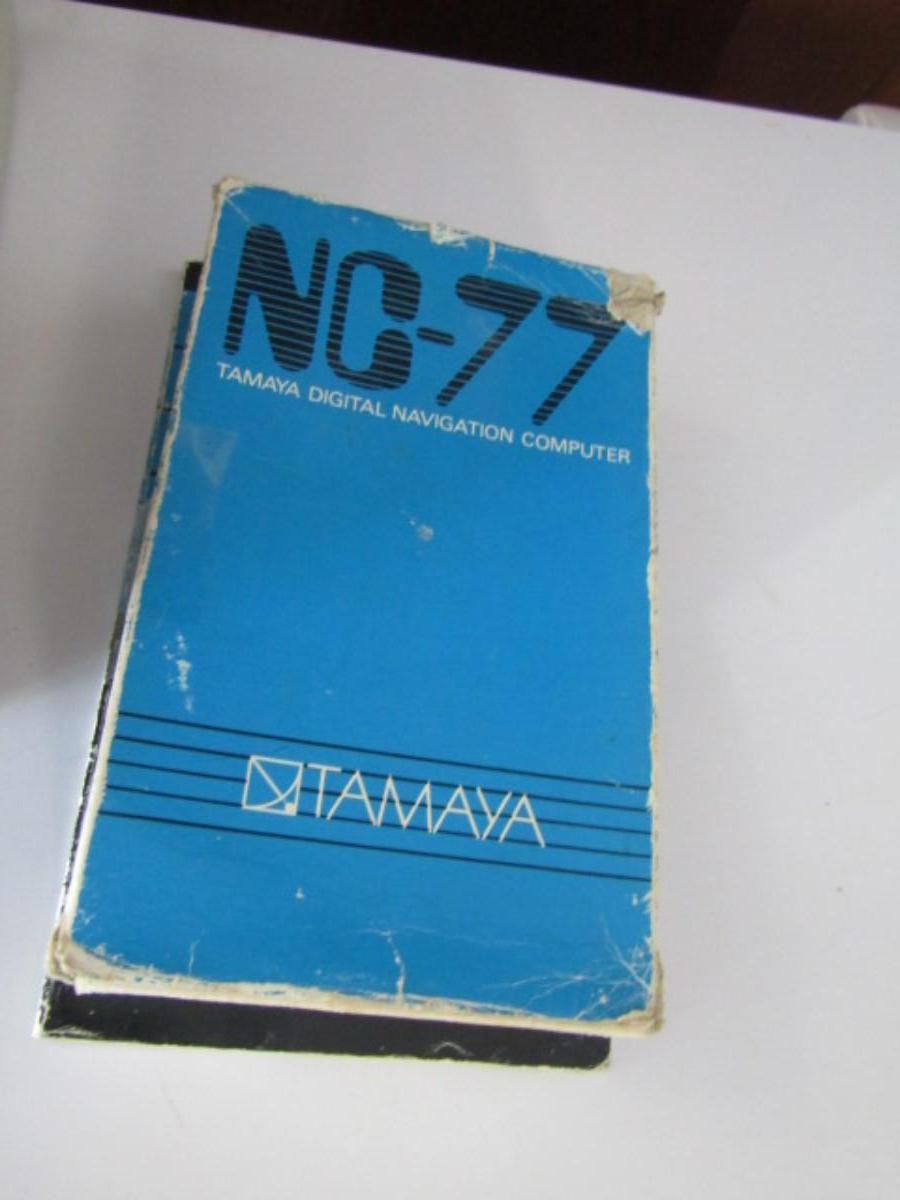 NC-77
TAMAYA DIGITAL NAVIGATION COMPUTER
TAMAYA